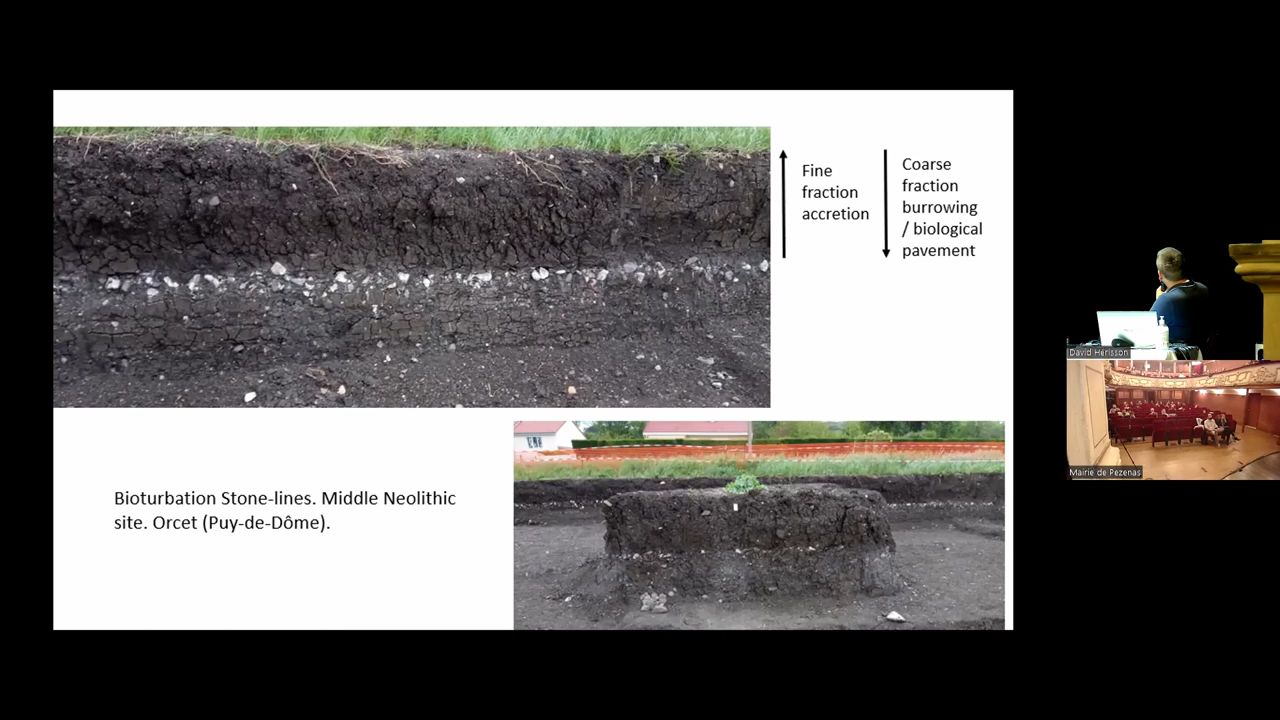 Fine
fraction
accretion
Coarse
fraction
burrowing
/ biological
pavement
Bioturbation Stone-lines. Middle Neolithic
site. Orcet (Puy-de-Dôme).
David Hérisson
Mairie de Pezenas